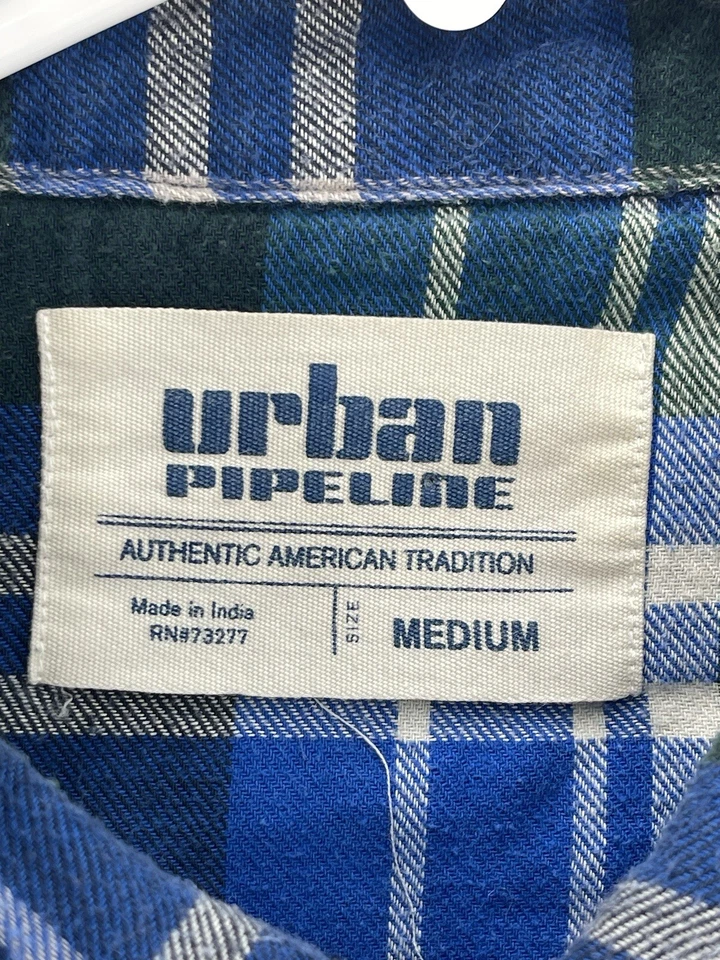 urban
PIPELINE
AUTHENTIC AMERICAN TRADITION
Made in India
RN#73277
SIZE
MEDIUM